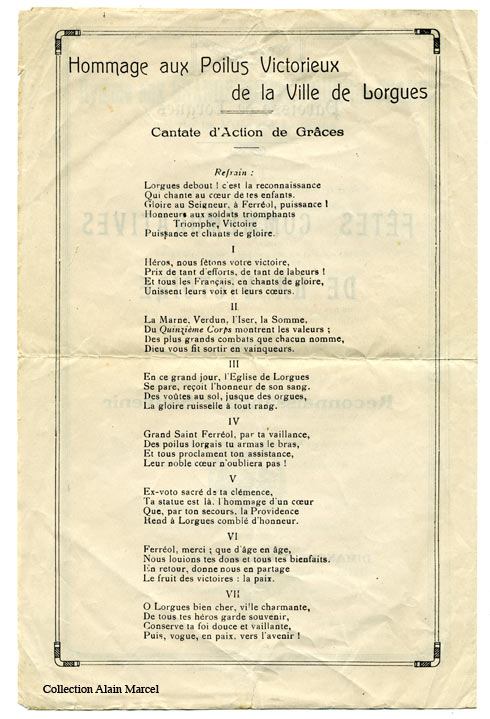 Hommage aux Poilus Victorieux
de la Ville de Lorgues
Cantate d'Action de Grâces
Refrain :
Lorgues debout ! c'est la reconnaissance
Qui chante au cœur de tes enfants.
Gloire au Seigneur, à Ferréol, puissance !
Honneurs aux soldats triomphants
Triomphe, Victoire
Puissance et chants de gloire.
I
Héros, nous fêtons votre victoire,
Prix de tant d'efforts, de tant de labeurs !
Et tous les Français, en chants de gloire,
Unissent leurs voix et leurs cœurs.
II
La Marne, Verdun, l'Iser, la Somme,
Du Quinzième Corps montrent les valeurs ;
Des plus grands combats que chacun nomme,
Dieu vous fit sortir en vainqueurs.
III
En ce grand jour, l'Eglise de Lorgues
Se pare, reçoit l'honneur de son sang.
Des voûtes au sol, jusque des orgues,
La gloire ruisselle à tout rang.
IV
Grand Saint Ferréol, par ta vaillance,
Des poilus lorgais tu armas le bras,
Et tous proclament ton assistance,
Leur noble cœur n'oubliera pas !
V
Ex-voto sacré de ta clémence,
Ta statue est là, l'hommage d'un cœur
Que, par ton secours, la Providence
Rend à Lorgues comblé d'honneur.
VI
Ferréol, merci ; que d'âge en âge,
Nous louions tes dons et tous tes bienfaits.
En retour, donne nous en partage
Le fruit des victoires : la paix.
VII
O Lorgues bien cher, ville charmante,
De tous tes héros garde souvenir,
Conserve ta foi douce et vaillante,
Puis, vogue, en paix, vers l'avenir !
Collection Alain Marcel